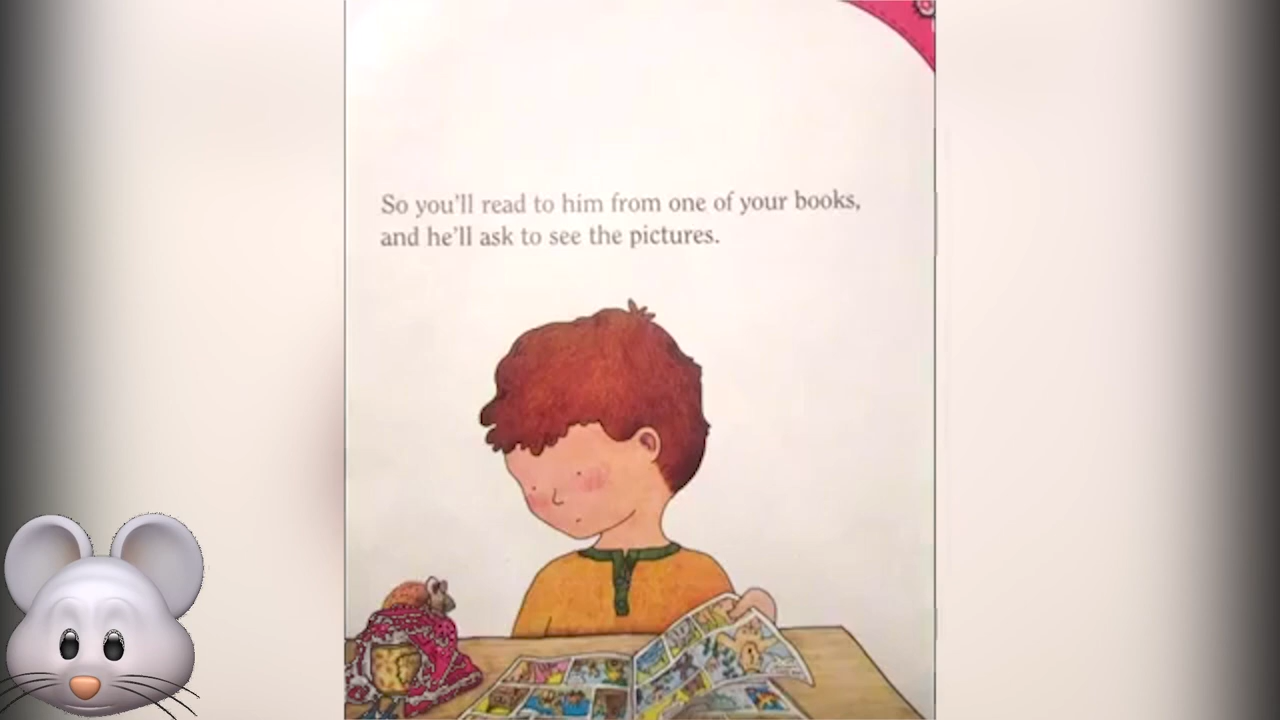 So you'll read to him from one of your books,
and he'll ask to see the pictures.